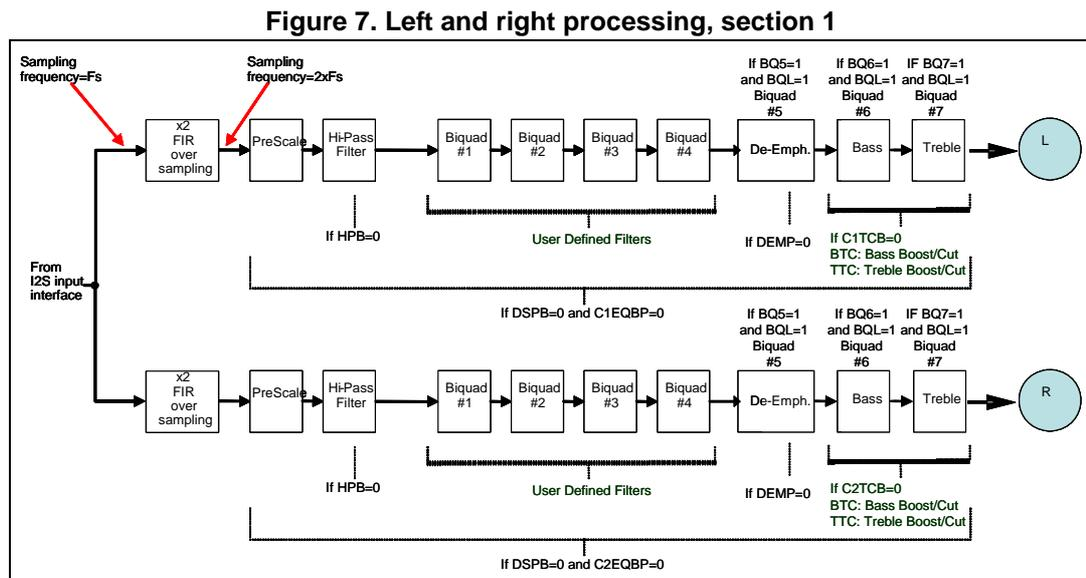 Figure 7. Left and right processing, section 1
Sampling
frequency=Fs
Sampling
frequency=2xFs
If BQ5=1
and BQL=1
Biquad
#5
If BQ6=1
and BQL=1
Biquad
#6
IF BQ7=1
and BQL=1
Biquad
#7
x2
FIR
over
sampling
PreScale
Hi-Pass
Filter
Biquad
#1
Biquad
#2
Biquad
#3
Biquad
#4
De-Emph.
Bass
Treble
L
If HPB=0
User Defined Filters
If DEMP=0
If C1TCB=0
BTC: Bass Boost/Cut
TTC: Treble Boost/Cut
From
I2S input
interface
If DSPB=0 and C1EQBP=0
If BQ5=1
and BQL=1
Biquad
#5
If BQ6=1
and BQL=1
Biquad
#6
IF BQ7=1
and BQL=1
Biquad
#7
x2
FIR
over
sampling
PreScale
Hi-Pass
Filter
Biquad
#1
Biquad
#2
Biquad
#3
Biquad
#4
De-Emph.
Bass
Treble
R
If HPB=0
User Defined Filters
If DEMP=0
If C2TCB=0
BTC: Bass Boost/Cut
TTC: Treble Boost/Cut
If DSPB=0 and C2EQBP=0